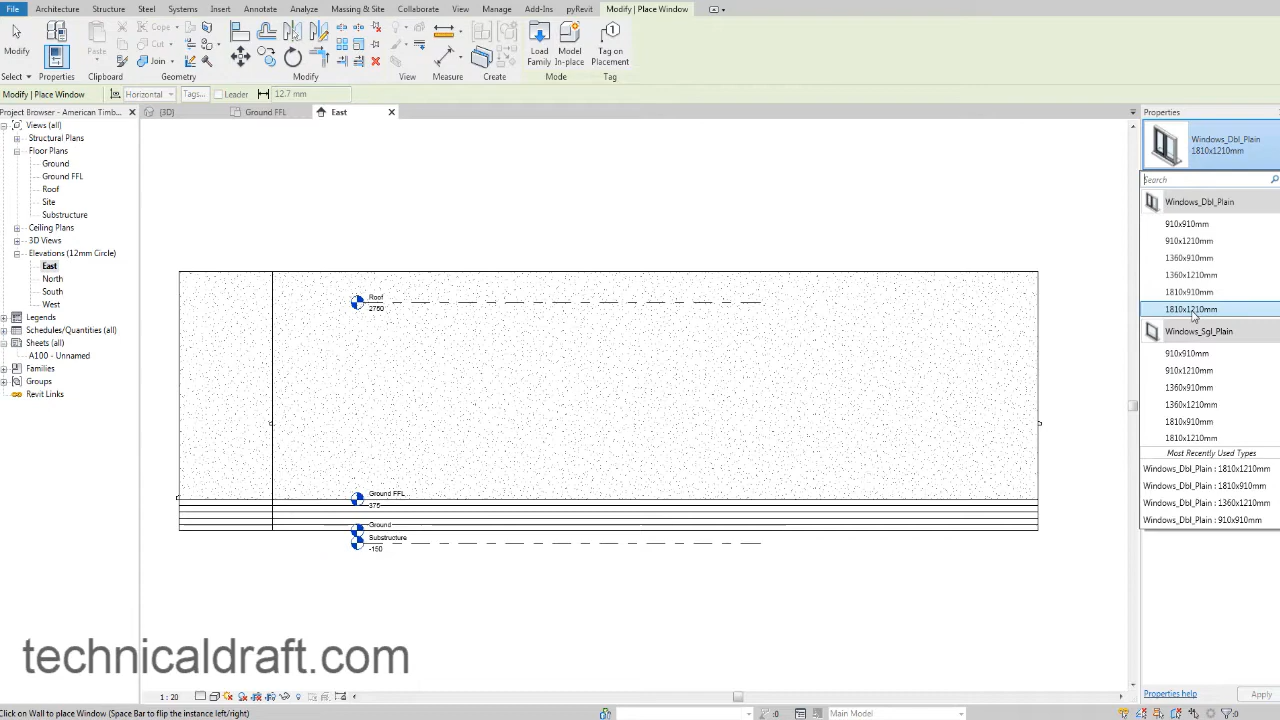 File Architecture Structure Steel Systems Insert Annotate Analyze Massing & Site Collaborate View Manage Add-Ins pyRevit Modify | Place Window
Modify Paste Cope Cut Join Load Family Model In-place Tag on Placement
Select Properties Clipboard Geometry Modify View Measure Create Mode Tag
Modify | Place Window Horizontal Tags... Leader 12.7 mm
Project Browser - American Timb...
(3D) Ground FFL East
Properties
Views (all)
Structural Plans
Floor Plans
Ground
Ground FFL
Roof
Site
Substructure
Ceiling Plans
3D Views
Elevations (12mm Circle)
East
North
South
West
Legends
Schedules/Quantities (all)
Sheets (all)
A100 - Unnamed
Families
Groups
Revit Links
Roof
2750
Ground FFL
375
Ground
Substructure
-150
Windows_Dbl_Plain
1810x1210mm
Search
Windows_Dbl_Plain
910x910mm
910x1210mm
1360x910mm
1360x1210mm
1810x910mm
1810x1210mm
Windows_Sgl_Plain
910x910mm
910x1210mm
1360x910mm
1360x1210mm
1810x910mm
1810x1210mm
Most Recently Used Types
Windows_Dbl_Plain : 1810x1210mm
Windows_Dbl_Plain : 1810x910mm
Windows_Dbl_Plain : 1360x1210mm
Windows_Dbl_Plain : 910x910mm
technicaldraft.com
1 : 20
Properties help Apply
Click on Wall to place Window (Space Bar to flip the instance left/right) :0 Main Model :0